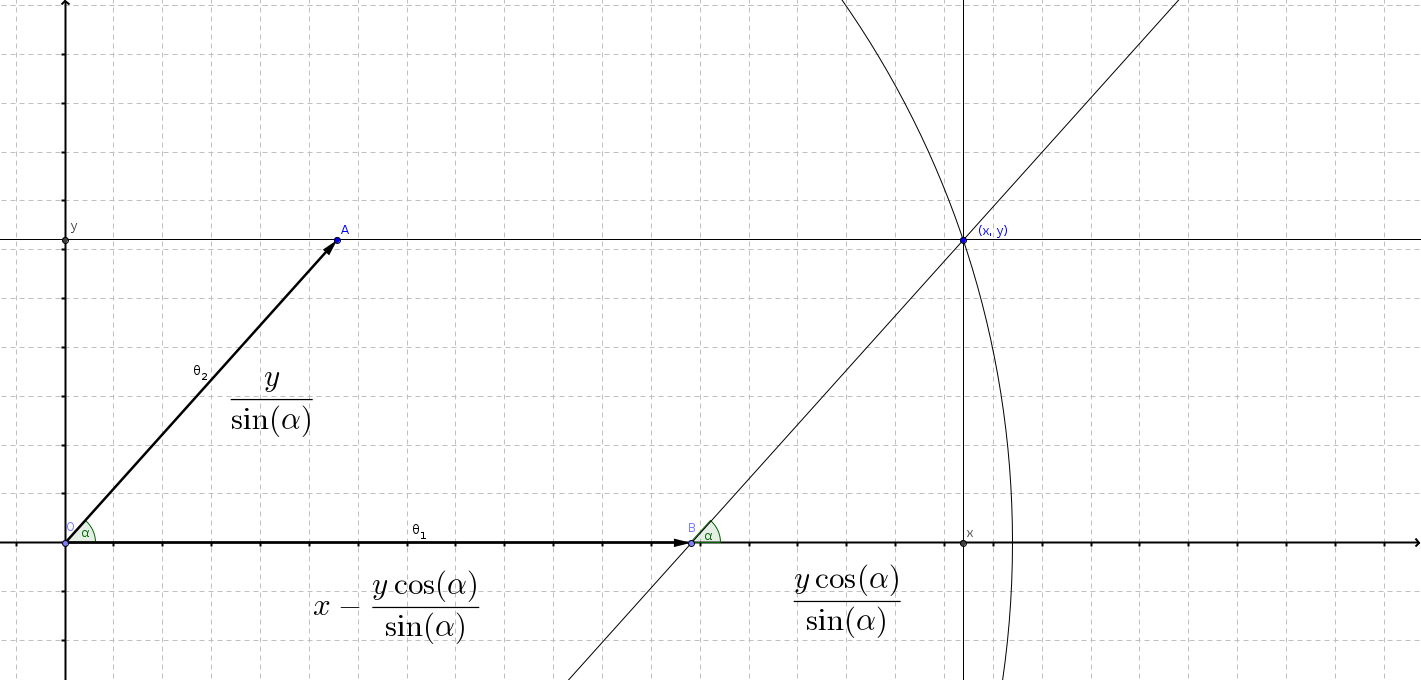 y
A
(x, y)
θ₂
y
sin(α)
O
α
θ₁
B
α
x
x − y cos(α)
sin(α)
y cos(α)
sin(α)